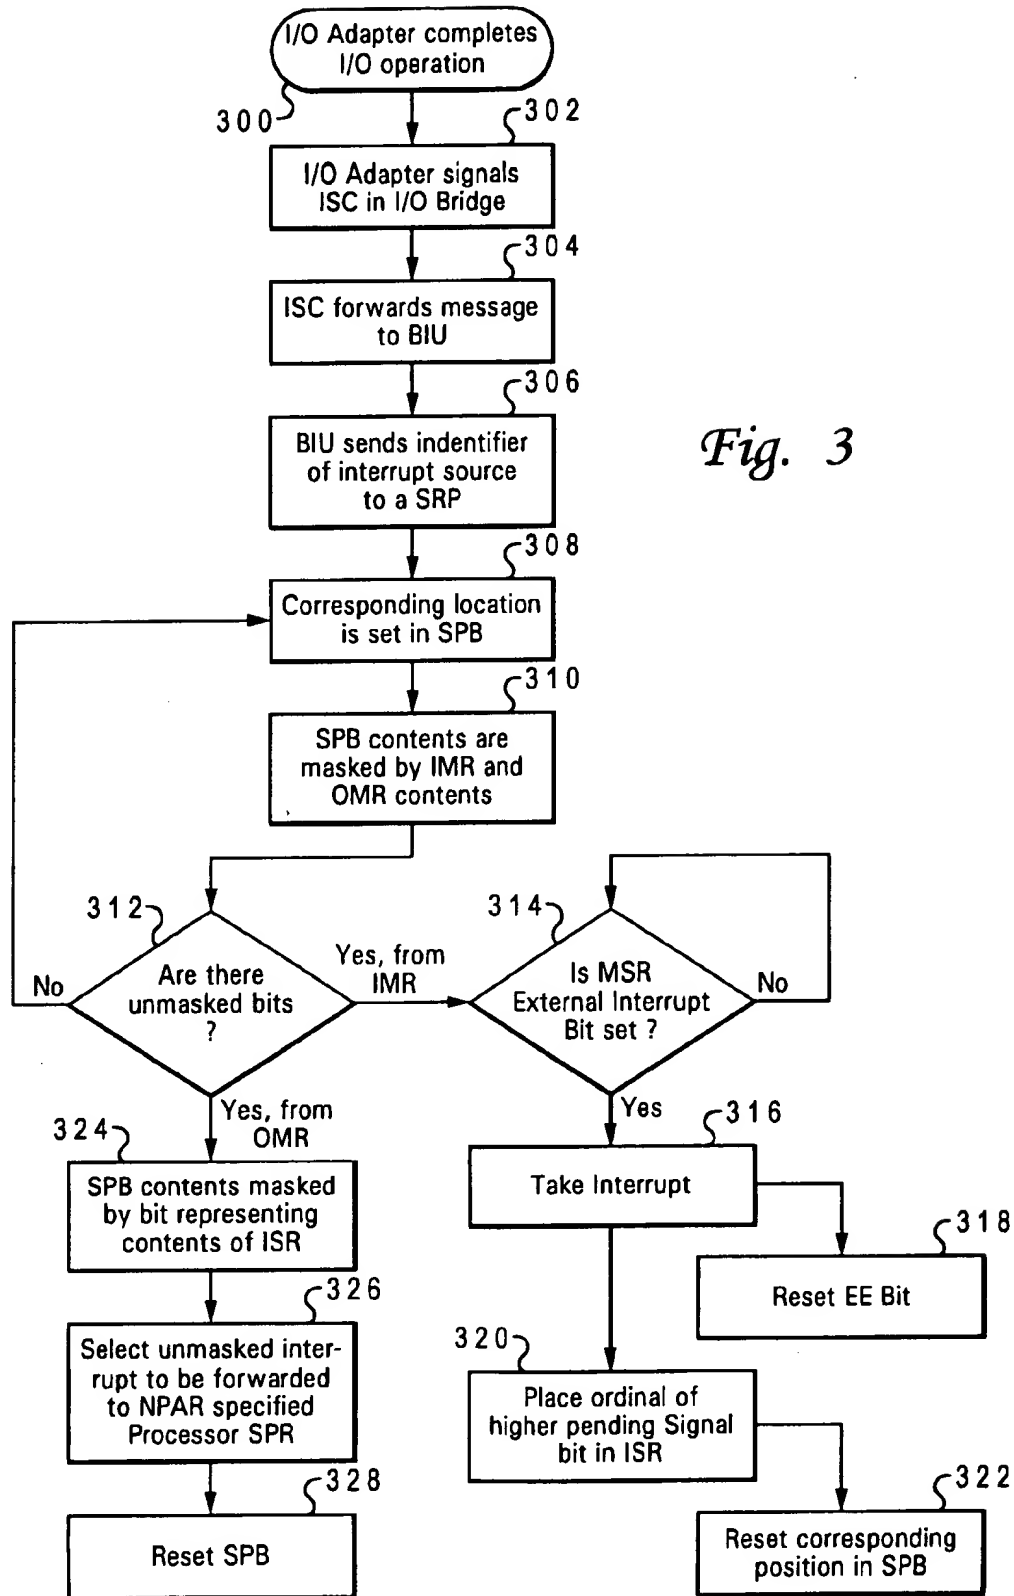 I/O Adapter completes
I/O operation
300
302
I/O Adapter signals
ISC in I/O Bridge
304
ISC forwards message
to BIU
306
BIU sends indentifier
of interrupt source
to a SRP
Fig. 3
308
Corresponding location
is set in SPB
310
SPB contents are
masked by IMR and
OMR contents
312
Are there
unmasked bits
?
No
Yes, from
IMR
314
Is MSR
External Interrupt
Bit set ?
No
Yes
Yes, from
OMR
316
Take Interrupt
318
Reset EE Bit
320
Place ordinal of
higher pending Signal
bit in ISR
322
Reset corresponding
position in SPB
324
SPB contents masked
by bit representing
contents of ISR
326
Select unmasked inter-
rupt to be forwarded
to NPAR specified
Processor SPR
328
Reset SPB